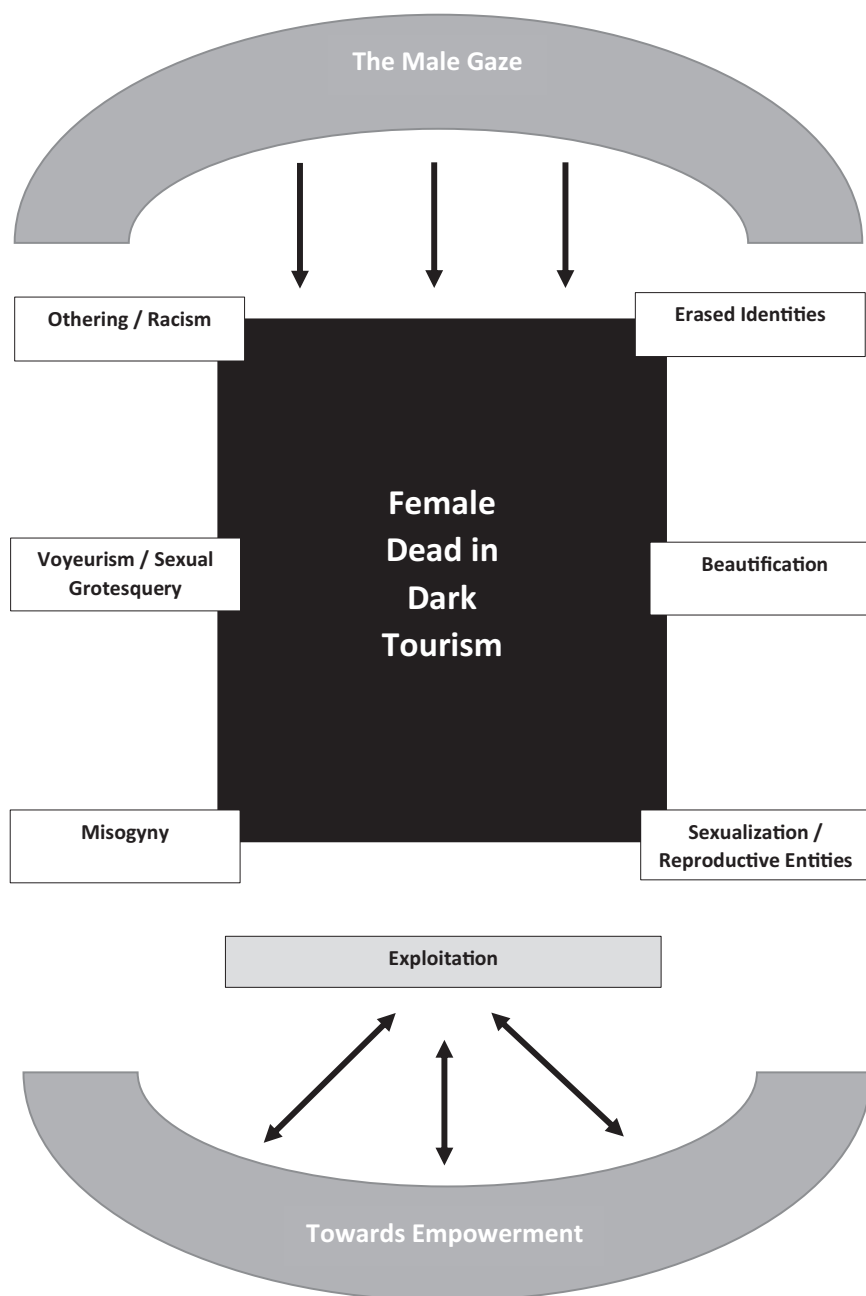 The Male Gaze
Othering / Racism
Erased Identities
Female
Dead in
Dark
Tourism
Voyeurism / Sexual
Grotesquery
Beautification
Misogyny
Sexualization /
Reproductive Entities
Exploitation
Towards Empowerment